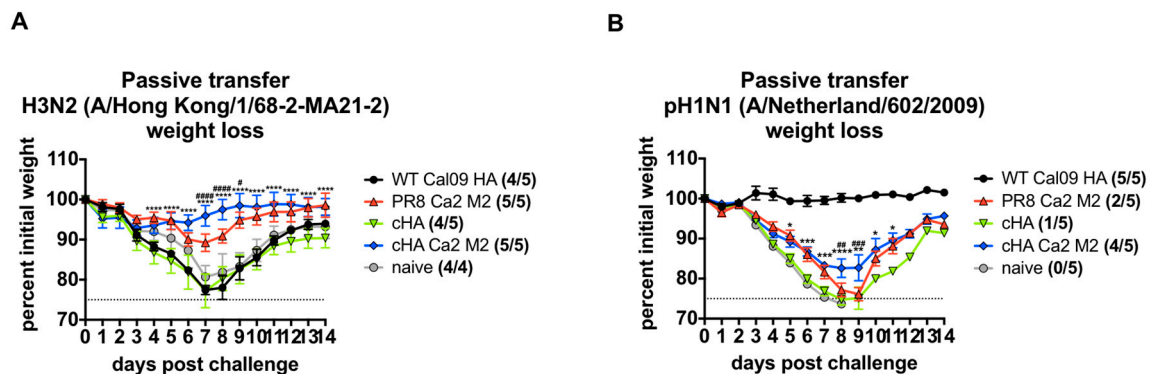 A
Passive transfer
H3N2 (A/Hong Kong/1/68-2-MA21-2)
weight loss
percent initial weight
110
100
90
80
70
**** **** **** #### **** #### **** # **** **** **** **** **** ****
0 1 2 3 4 5 6 7 8 9 10 11 12 13 14
days post challenge
WT Cal09 HA (4/5)
PR8 Ca2 M2 (5/5)
cHA (4/5)
cHA Ca2 M2 (5/5)
naive (4/4)
B
Passive transfer
pH1N1 (A/Netherland/602/2009)
weight loss
percent initial weight
110
100
90
80
70
* *** *** ## **** ### ** * *
0 1 2 3 4 5 6 7 8 9 10 11 12 13 14
days post challenge
WT Cal09 HA (5/5)
PR8 Ca2 M2 (2/5)
cHA (1/5)
cHA Ca2 M2 (4/5)
naive (0/5)